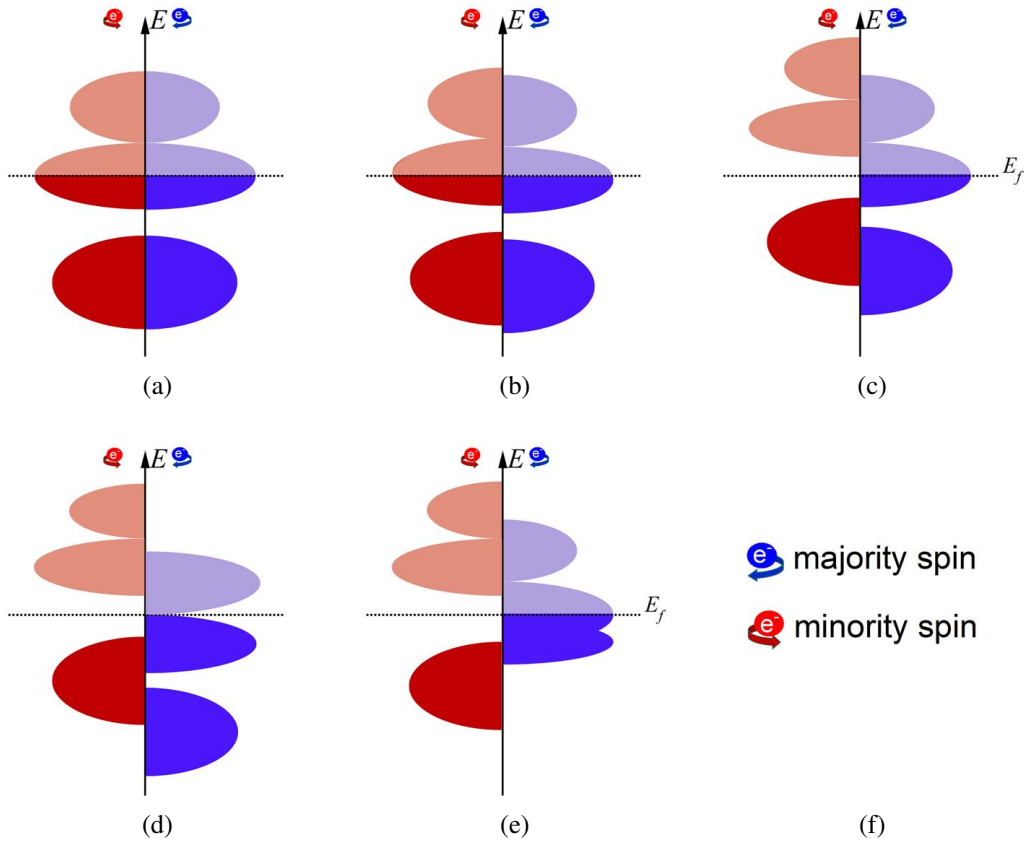 e⁻ E e⁻
e⁻ E e⁻
e⁻ E e⁻
E_f
(a)
(b)
(c)
e⁻ E e⁻
e⁻ E e⁻
E_f
e⁻ majority spin
e⁻ minority spin
(d)
(e)
(f)